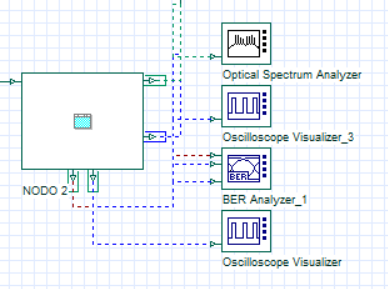 Optical Spectrum Analyzer
Oscilloscope Visualizer_3
BER
NODO 2
BER Analyzer_1
Oscilloscope Visualizer